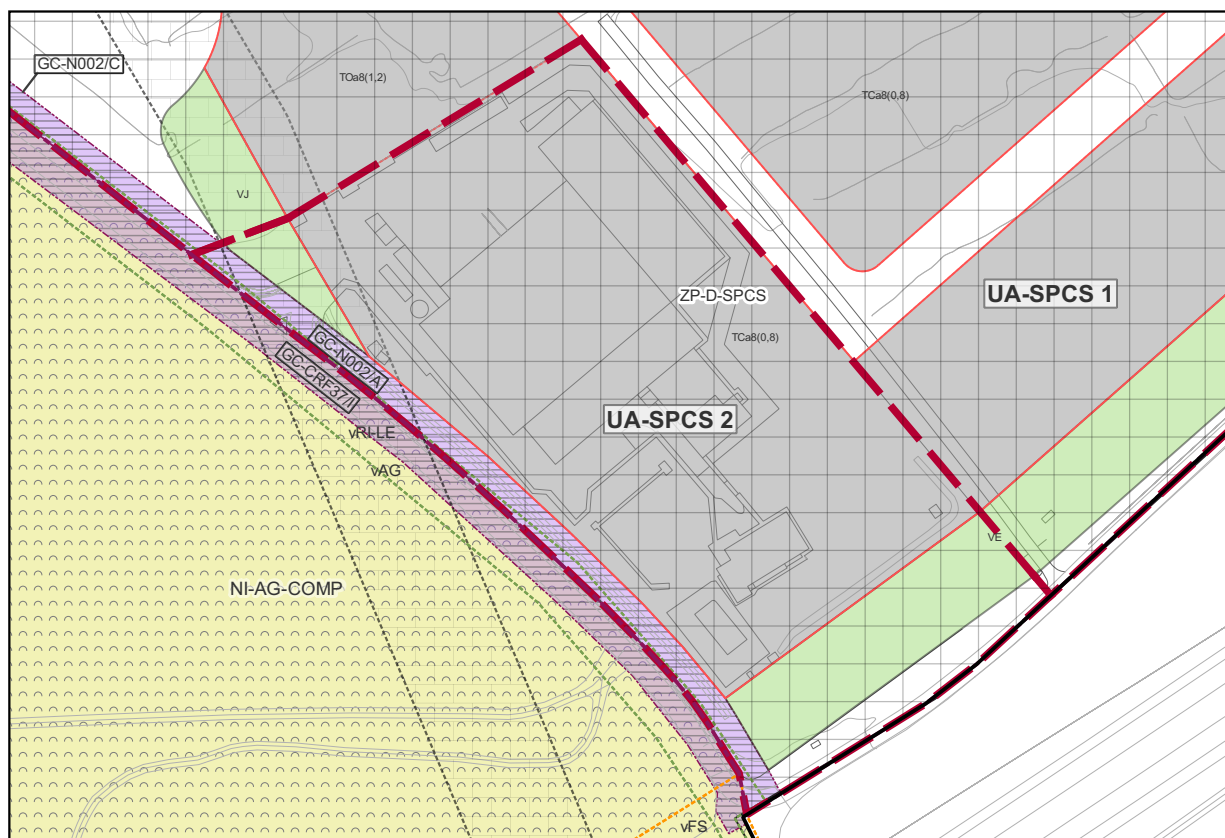 GC-N002/C
TOa8(1,2)
TCa8(0,8)
VJ
ZP-D-SPCS
UA-SPCS 1
TCa8(0,8)
GC-N002/A
GC-CRF37/I
UA-SPCS 2
vRI-LE
vAG
VE
NI-AG-COMP
vFS